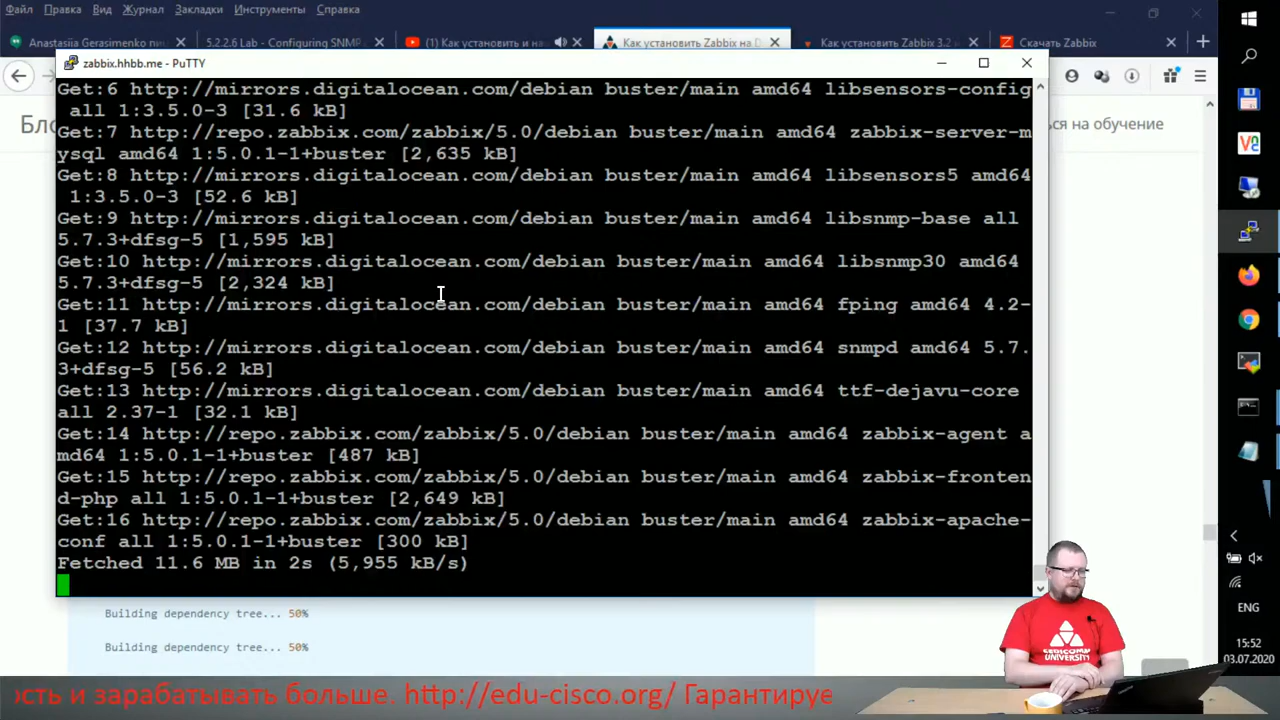 Файл Правка Вид Журнал Закладки Инструменты Справка
Anastasiia Gerasimenko
5.2.2.6 Lab - Configuring SNMP
(1) Как установить и на
Как установить Zabbix на D
Как установить Zabbix 3.2 и
Скачать Zabbix
zabbix.hhbb.me - PuTTY
Бло
ься на обучение
Get:6 http://mirrors.digitalocean.com/debian buster/main amd64 libsensors-config
all 1:3.5.0-3 [31.6 kB]
Get:7 http://repo.zabbix.com/zabbix/5.0/debian buster/main amd64 zabbix-server-m
ysql amd64 1:5.0.1-1+buster [2,635 kB]
Get:8 http://mirrors.digitalocean.com/debian buster/main amd64 libsensors5 amd64
1:3.5.0-3 [52.6 kB]
Get:9 http://mirrors.digitalocean.com/debian buster/main amd64 libsnmp-base all
5.7.3+dfsg-5 [1,595 kB]
Get:10 http://mirrors.digitalocean.com/debian buster/main amd64 libsnmp30 amd64
5.7.3+dfsg-5 [2,324 kB]
Get:11 http://mirrors.digitalocean.com/debian buster/main amd64 fping amd64 4.2-
1 [37.7 kB]
Get:12 http://mirrors.digitalocean.com/debian buster/main amd64 snmpd amd64 5.7.
3+dfsg-5 [56.2 kB]
Get:13 http://mirrors.digitalocean.com/debian buster/main amd64 ttf-dejavu-core
all 2.37-1 [32.1 kB]
Get:14 http://repo.zabbix.com/zabbix/5.0/debian buster/main amd64 zabbix-agent a
md64 1:5.0.1-1+buster [487 kB]
Get:15 http://repo.zabbix.com/zabbix/5.0/debian buster/main amd64 zabbix-fronten
d-php all 1:5.0.1-1+buster [2,649 kB]
Get:16 http://repo.zabbix.com/zabbix/5.0/debian buster/main amd64 zabbix-apache-
conf all 1:5.0.1-1+buster [300 kB]
Fetched 11.6 MB in 2s (5,955 kB/s)
Building dependency tree... 50%
Building dependency tree... 50%
ENG
15:52
03.07.2020
UNIVERSITY
ость и зарабатывать больше. http://edu-cisco.org/ Гарантируе